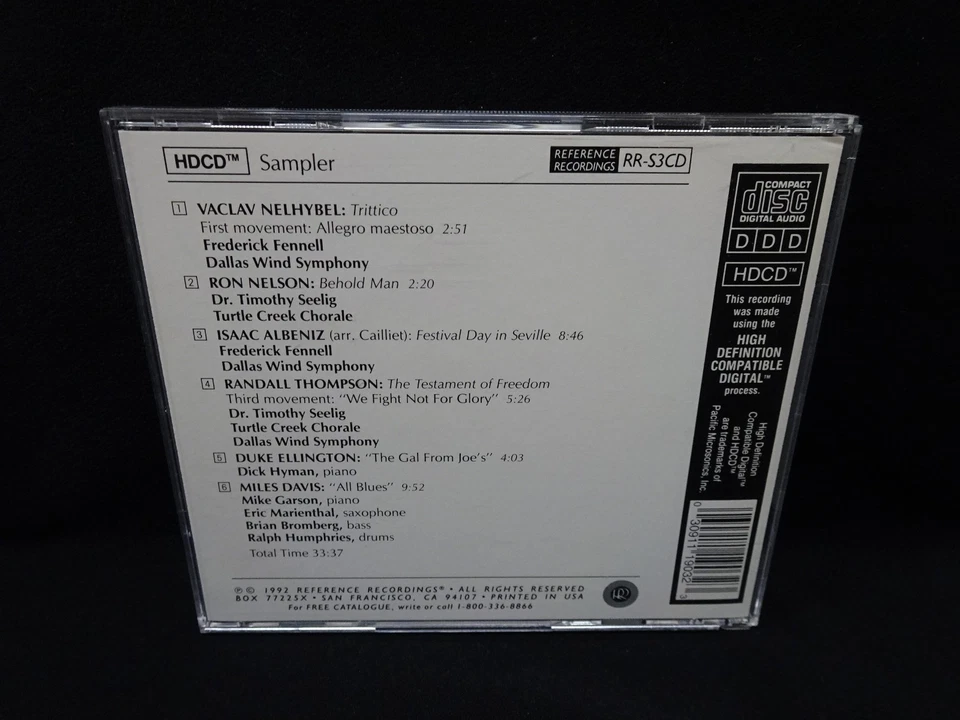 HDCD™ Sampler
REFERENCE RECORDINGS RR-S3CD
1 VACLAV NELHYBEL: Trittico
First movement: Allegro maestoso 2:51
Frederick Fennell
Dallas Wind Symphony
2 RON NELSON: Behold Man 2:20
Dr. Timothy Seelig
Turtle Creek Chorale
3 ISAAC ALBENIZ (arr. Cailliet): Festival Day in Seville 8:46
Frederick Fennell
Dallas Wind Symphony
4 RANDALL THOMPSON: The Testament of Freedom
Third movement: "We Fight Not For Glory" 5:26
Dr. Timothy Seelig
Turtle Creek Chorale
Dallas Wind Symphony
5 DUKE ELLINGTON: "The Gal From Joe's" 4:03
Dick Hyman, piano
6 MILES DAVIS: "All Blues" 9:52
Mike Garson, piano
Eric Marienthal, saxophone
Brian Bromberg, bass
Ralph Humphries, drums
Total Time 33:37
℗ © 1992 REFERENCE RECORDINGS® • ALL RIGHTS RESERVED
BOX 77225X • SAN FRANCISCO, CA 94107 • PRINTED IN USA
For FREE CATALOGUE, write or call 1-800-336-8866
RR
COMPACT
disc
DIGITAL AUDIO
D D D
HDCD™
This recording
was made
using the
HIGH
DEFINITION
COMPATIBLE
DIGITAL™
process.
High Definition
Compatible Digital™
and HDCD™
are trademarks of
Pacific Microsonics, Inc.
0 30911 19032 3